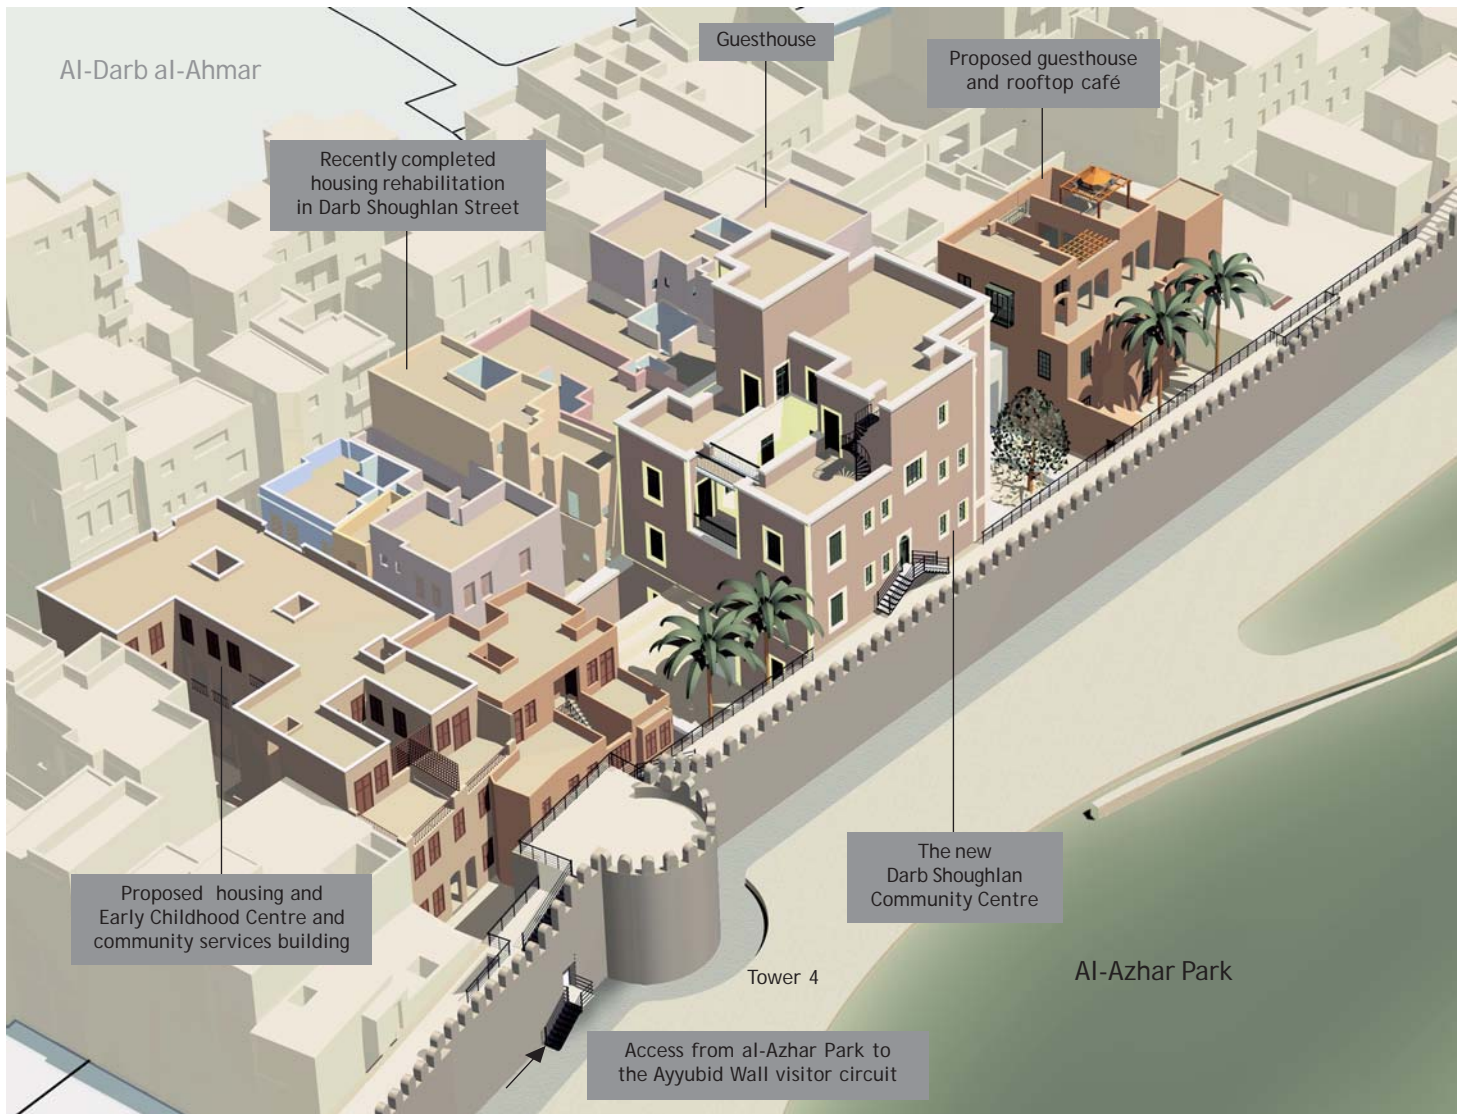 Guesthouse
Proposed guesthouse
and rooftop café
Al-Darb al-Ahmar
Recently completed
housing rehabilitation
in Darb Shoughlan Street
The new
Darb Shoughlan
Community Centre
Proposed housing and
Early Childhood Centre and
community services building
Tower 4
Al-Azhar Park
Access from al-Azhar Park to
the Ayyubid Wall visitor circuit